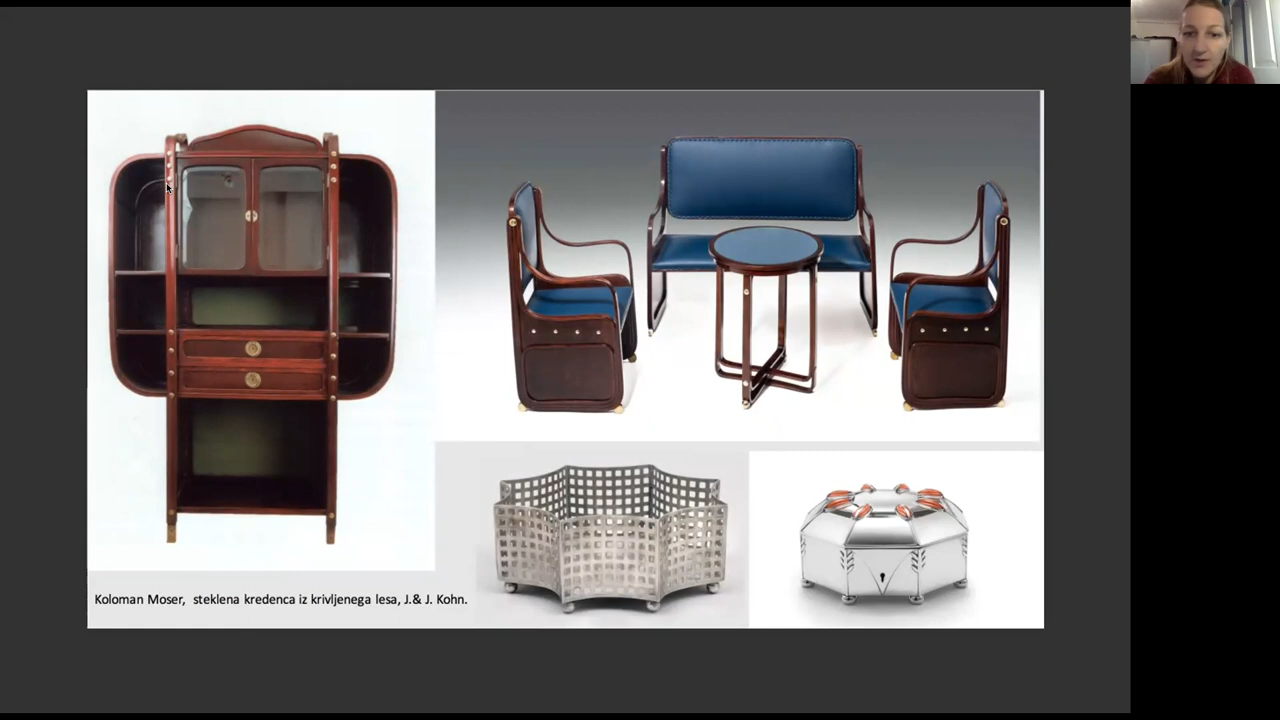 Koloman Moser,  steklena kredenca iz krivljenega lesa, J.& J. Kohn.